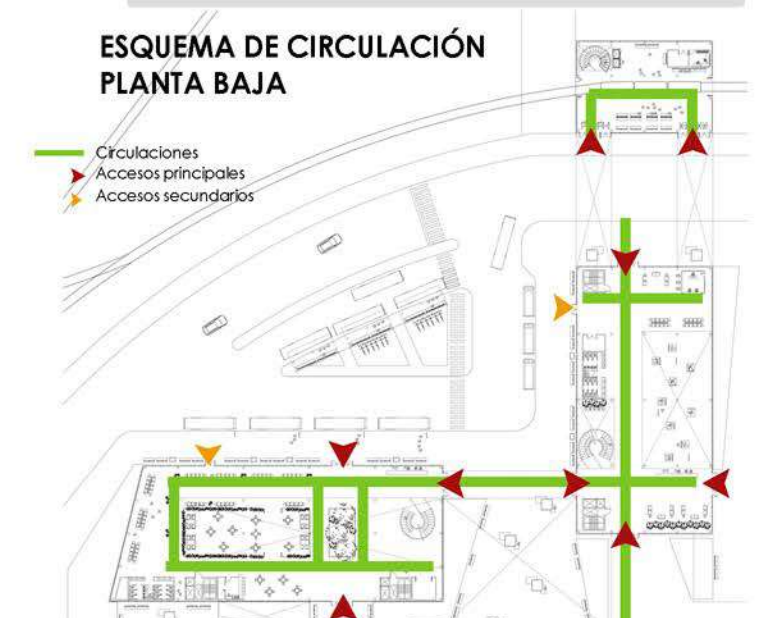 ESQUEMA DE CIRCULACIÓN
PLANTA BAJA
Circulaciones
Accesos principales
Accesos secundarios